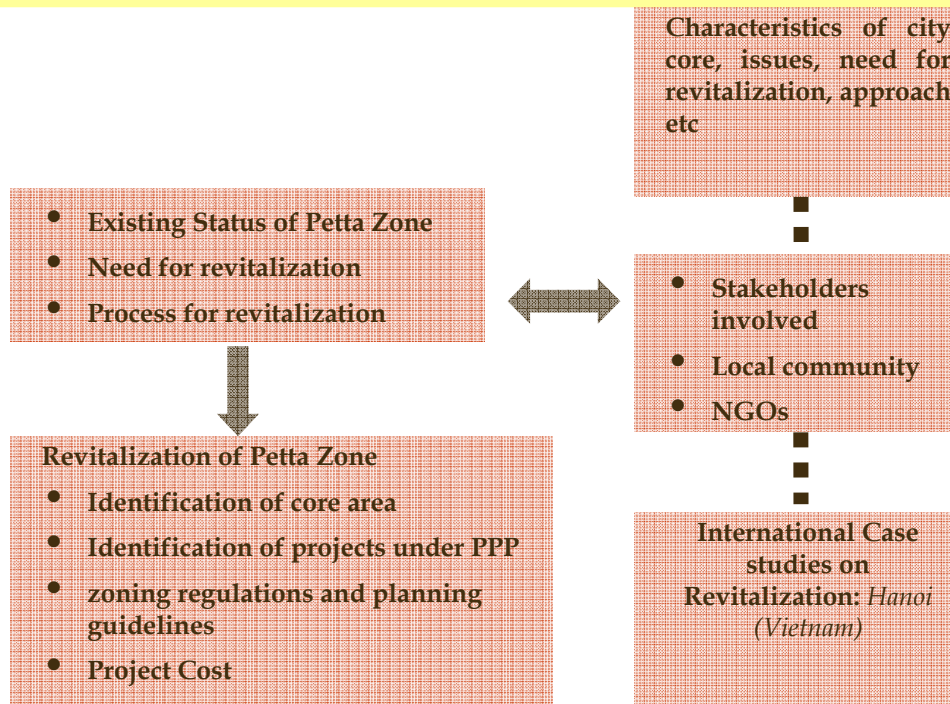 Characteristics of city
core, issues, need for
revitalization, approach
etc
• Existing Status of Petta Zone
• Need for revitalization
• Process for revitalization
• Stakeholders
involved
• Local community
• NGOs
Revitalization of Petta Zone
• Identification of core area
• Identification of projects under PPP
• zoning regulations and planning
guidelines
• Project Cost
International Case
studies on
Revitalization: Hanoi
(Vietnam)